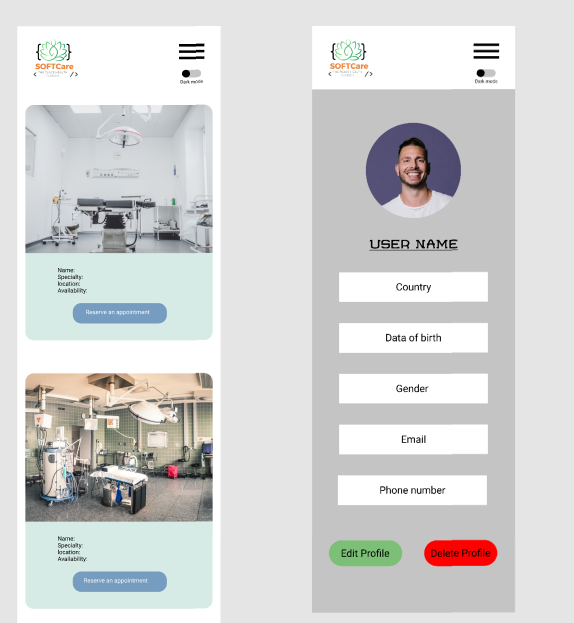 SOFTCare
Dark mode
Name:
Specialty:
location:
Availability:
Reserve an appointment
Name:
Specialty:
location:
Availability:
Reserve an appointment
SOFTCare
Dark mode
USER NAME
Country
Data of birth
Gender
Email
Phone number
Edit Profile
Delete Profile